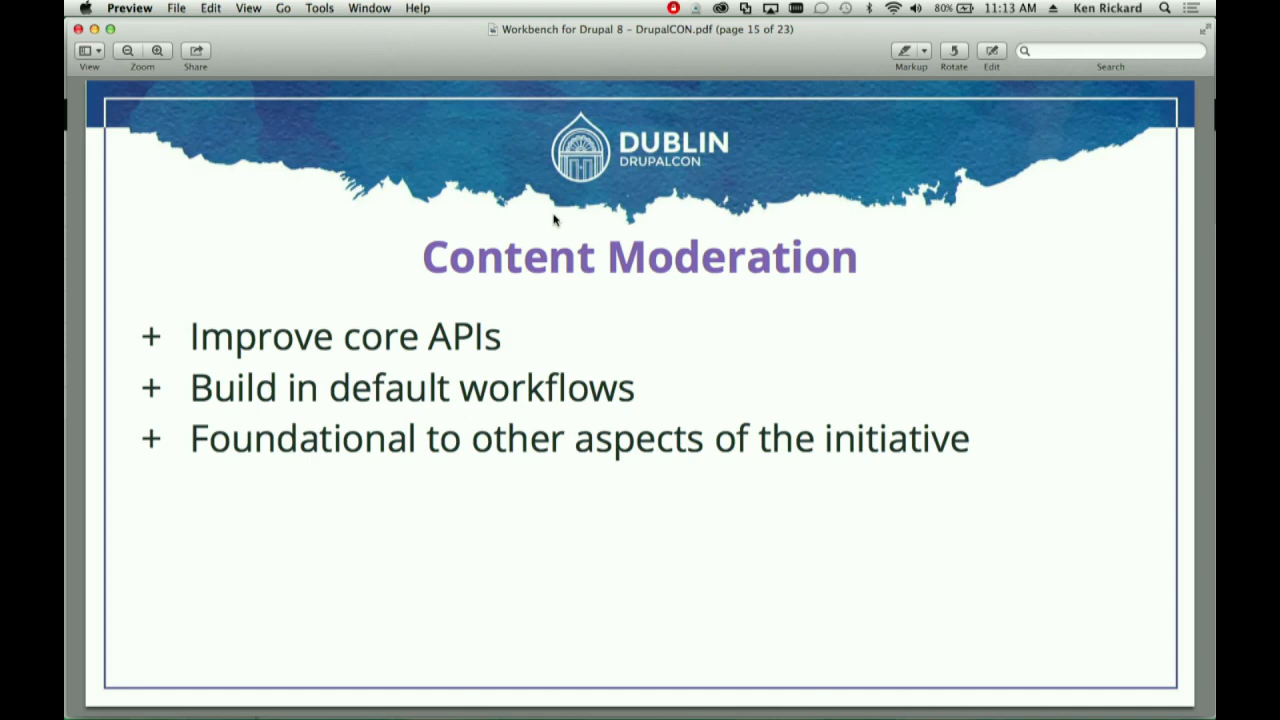 Preview File Edit View Go Tools Window Help 80% 11:13 AM Ken Rickard
Workbench for Drupal 8 – DrupalCON.pdf (page 15 of 23)
View Zoom Share Markup Rotate Edit Search
DUBLIN
DRUPALCON
Content Moderation
+ Improve core APIs
+ Build in default workflows
+ Foundational to other aspects of the initiative